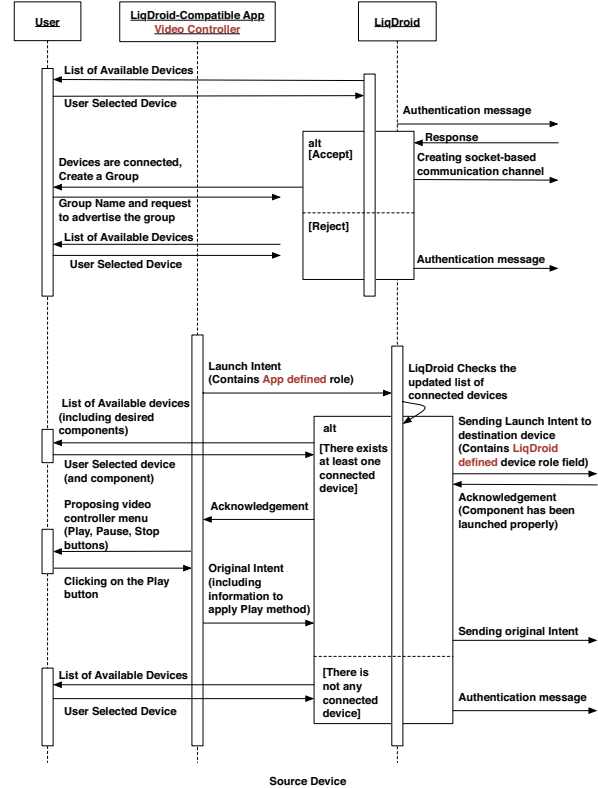 User
LiqDroid-Compatible App
Video Controller
LiqDroid
List of Available Devices
User Selected Device
Authentication message
Response
alt
[Accept]
Creating socket-based
communication channel
Devices are connected,
Create a Group
Group Name and request
to advertise the group
[Reject]
List of Available Devices
User Selected Device
Authentication message
Launch Intent
(Contains App defined role)
LiqDroid Checks the
updated list of
connected devices
List of Available devices
(including desired
components)
alt
[There exists
at least one
connected
device]
Sending Launch Intent to
destination device
(Contains LiqDroid
defined device role field)
User Selected device
(and component)
Acknowledgement
(Component has been
launched properly)
Acknowledgement
Proposing video
controller menu
(Play, Pause, Stop
buttons)
Clicking on the Play
button
Original Intent
(including
information to
apply Play method)
Sending original Intent
List of Available Devices
[There is
not any
connected
device]
User Selected Device
Authentication message
Source Device